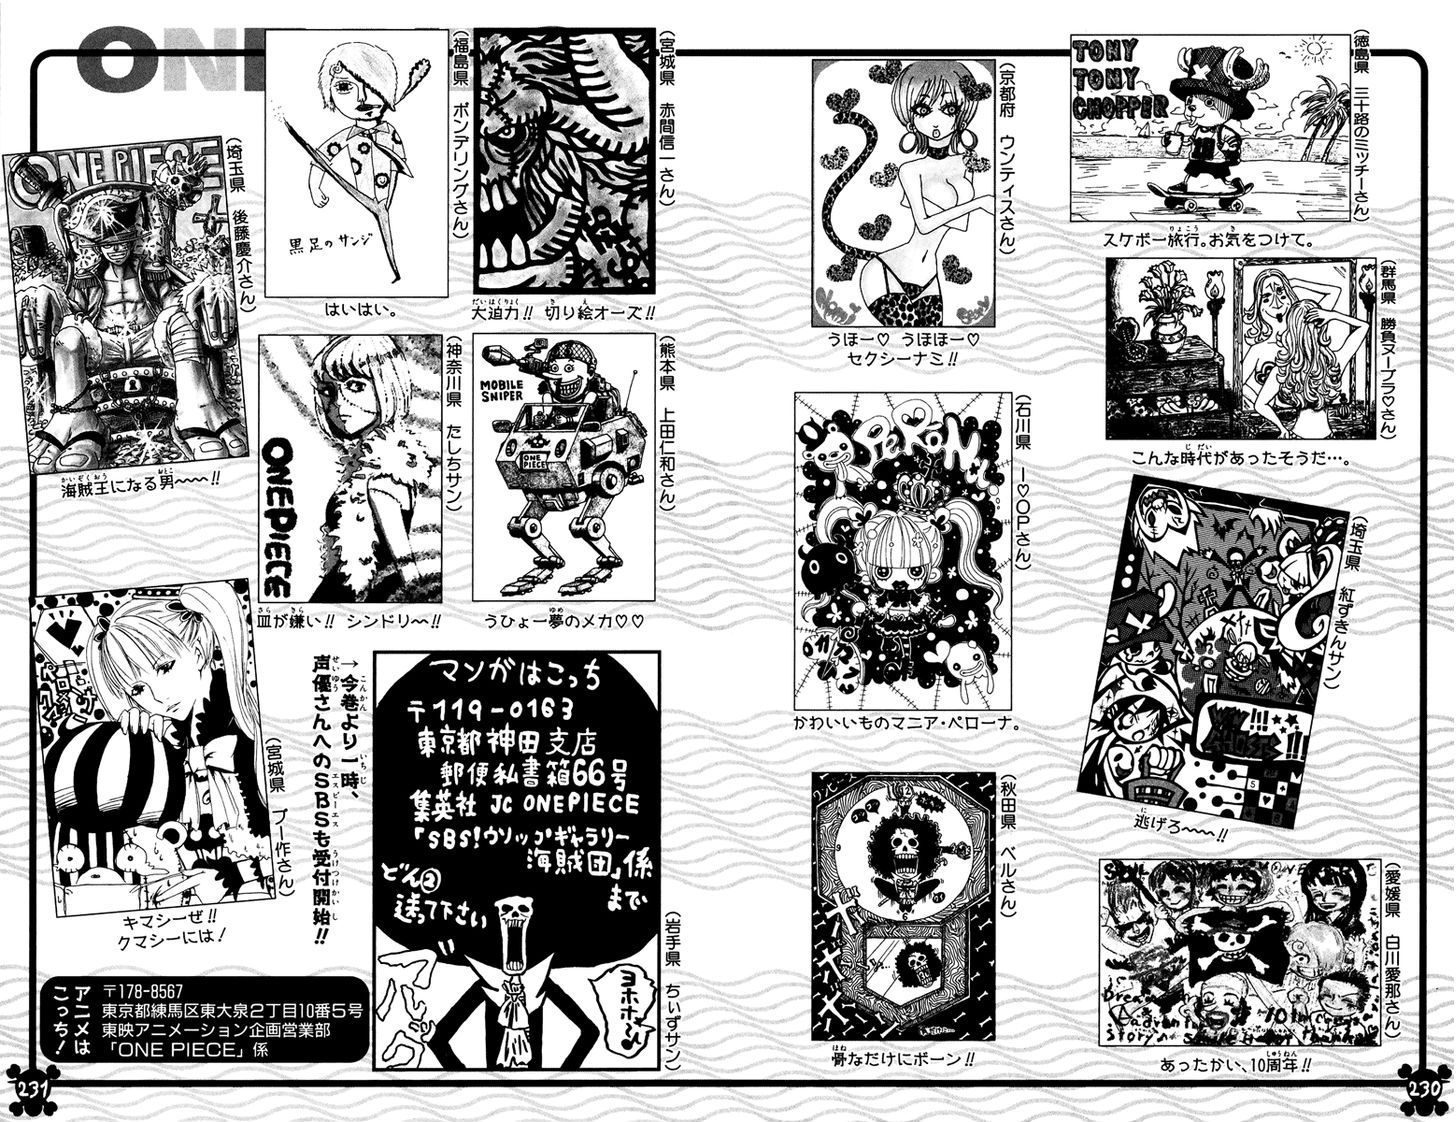 TONY
TONY
CHOPPER
徳島県 三十路のミッチーさん
スケボー旅行。お気をつけて。
群馬県 勝負ヌーブラ♡さん
こんな時代があったそうだ…。
埼玉県 紅ずきんサン
逃げろ〜〜〜!!
愛媛県 白川愛那さん
あったかい、10周年!!
京都府 ウンティスさん
Nami
うほー♡ うほほー♡
セクシーナミ!!
石川県 I♡OPさん
かわいいものマニア・ペローナ。
秋田県 ベルさん
骨なだけにボーン!!
230
ONE
宮城県 赤間信一さん
大迫力!! 切り絵オーズ!!
福島県 ポンデリングさん
黒足のサンジ
はいはい。
埼玉県 後藤慶介さん
ONE PIECE
海賊王になる男〜〜〜!!
熊本県 上田仁和さん
MOBILE
SNIPER
ONE
PIECE
うひょー夢のメカ♡♡
神奈川県 たしちサン
ONE PIECE
皿が嫌い!! シンドリ〜〜!!
宮城県 プー作さん
キマシーぜ!!
クマシーには!
→今巻より一時、
声優さんへのSBSも受付開始!!
マンガはこっち
〒119-0163
東京都 神田支店
郵便私書箱66号
集英社 JC ONE PIECE
「SBS!ウソップギャラリー
海賊団」係
まで
どん②
送って下さい
ヨホホホ〜
岩手県 ちぃずサン
アニメは
こっち!
〒178-8567
東京都練馬区東大泉2丁目10番5号
東映アニメーション企画営業部
「ONE PIECE」係
231